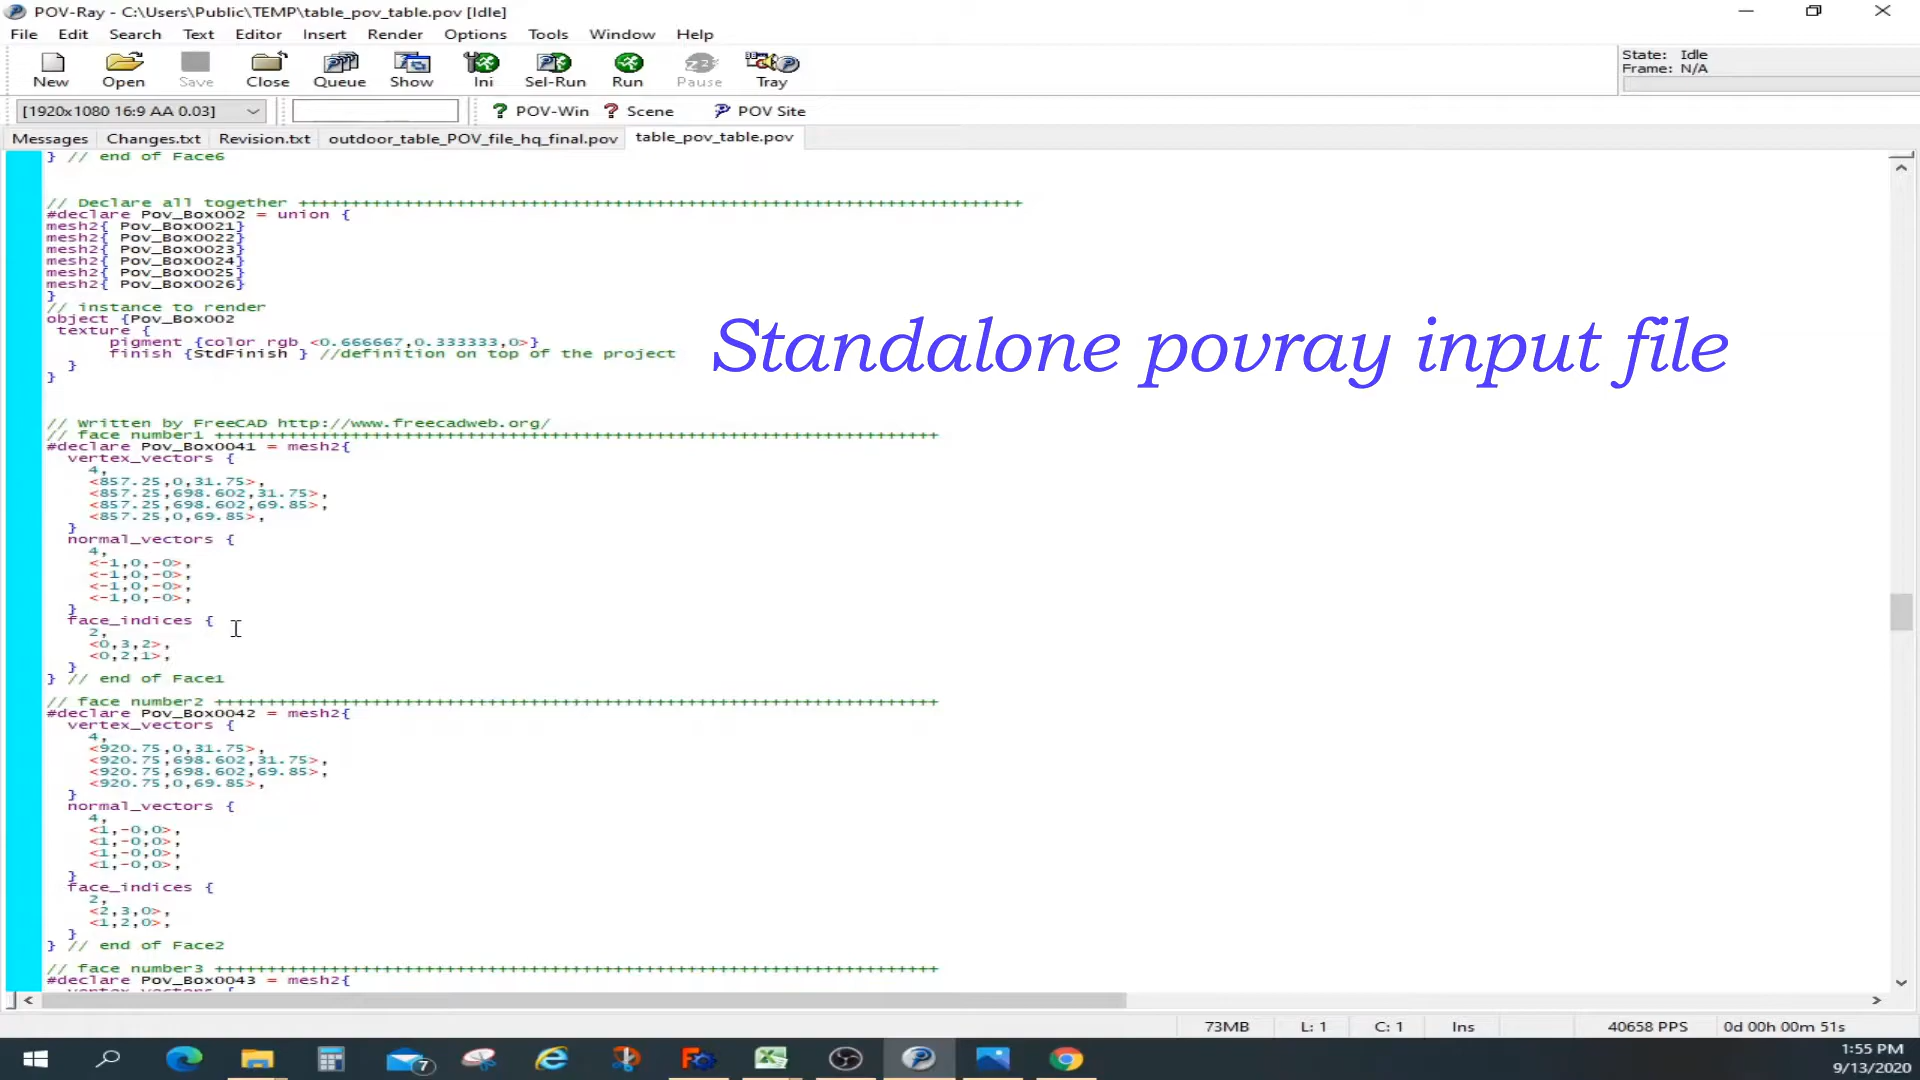 POV-Ray - C:\Users\Public\TEMP\table_pov_table.pov [Idle]
File Edit Search Text Editor Insert Render Options Tools Window Help
New Open Save Close Queue Show Ini Sel-Run Run Pause Tray
State: Idle
Frame: N/A
[1920x1080 16:9 AA 0.03] ? POV-Win ? Scene POV Site
Messages Changes.txt Revision.txt outdoor_table_POV_file_hq_final.pov table_pov_table.pov
} // end of Face6
// Declare all together +++++++++++++++++++++++++++++++++++++++++++++++++++++++++++++++++++++
#declare Pov_Box002 = union {
mesh2{ Pov_Box0021}
mesh2{ Pov_Box0022}
mesh2{ Pov_Box0023}
mesh2{ Pov_Box0024}
mesh2{ Pov_Box0025}
mesh2{ Pov_Box0026}
}
// instance to render
object {Pov_Box002
texture {
pigment {color rgb <0.666667,0.333333,0>}
finish {StdFinish } //definition on top of the project
}
}
Standalone povray input file
// Written by FreeCAD http://www.freecadweb.org/
// face number1 +++++++++++++++++++++++++++++++++++++++++++++++++++++++++++++++++++++
#declare Pov_Box0041 = mesh2{
vertex_vectors {
4,
<857.25,0,31.75>,
<857.25,698.602,31.75>,
<857.25,698.602,69.85>,
<857.25,0,69.85>,
}
normal_vectors {
4,
<-1,0,-0>,
<-1,0,-0>,
<-1,0,-0>,
<-1,0,-0>,
}
face_indices {
2,
<0,3,2>,
<0,2,1>,
}
} // end of Face1
// face number2 +++++++++++++++++++++++++++++++++++++++++++++++++++++++++++++++++++++
#declare Pov_Box0042 = mesh2{
vertex_vectors {
4,
<920.75,0,31.75>,
<920.75,698.602,31.75>,
<920.75,698.602,69.85>,
<920.75,0,69.85>,
}
normal_vectors {
4,
<1,-0,0>,
<1,-0,0>,
<1,-0,0>,
<1,-0,0>,
}
face_indices {
2,
<2,3,0>,
<1,2,0>,
}
} // end of Face2
// face number3 +++++++++++++++++++++++++++++++++++++++++++++++++++++++++++++++++++++
#declare Pov_Box0043 = mesh2{
vertex_vectors {
73MB L: 1 C: 1 Ins 40658 PPS 0d 00h 00m 51s
7
1:55 PM
9/13/2020